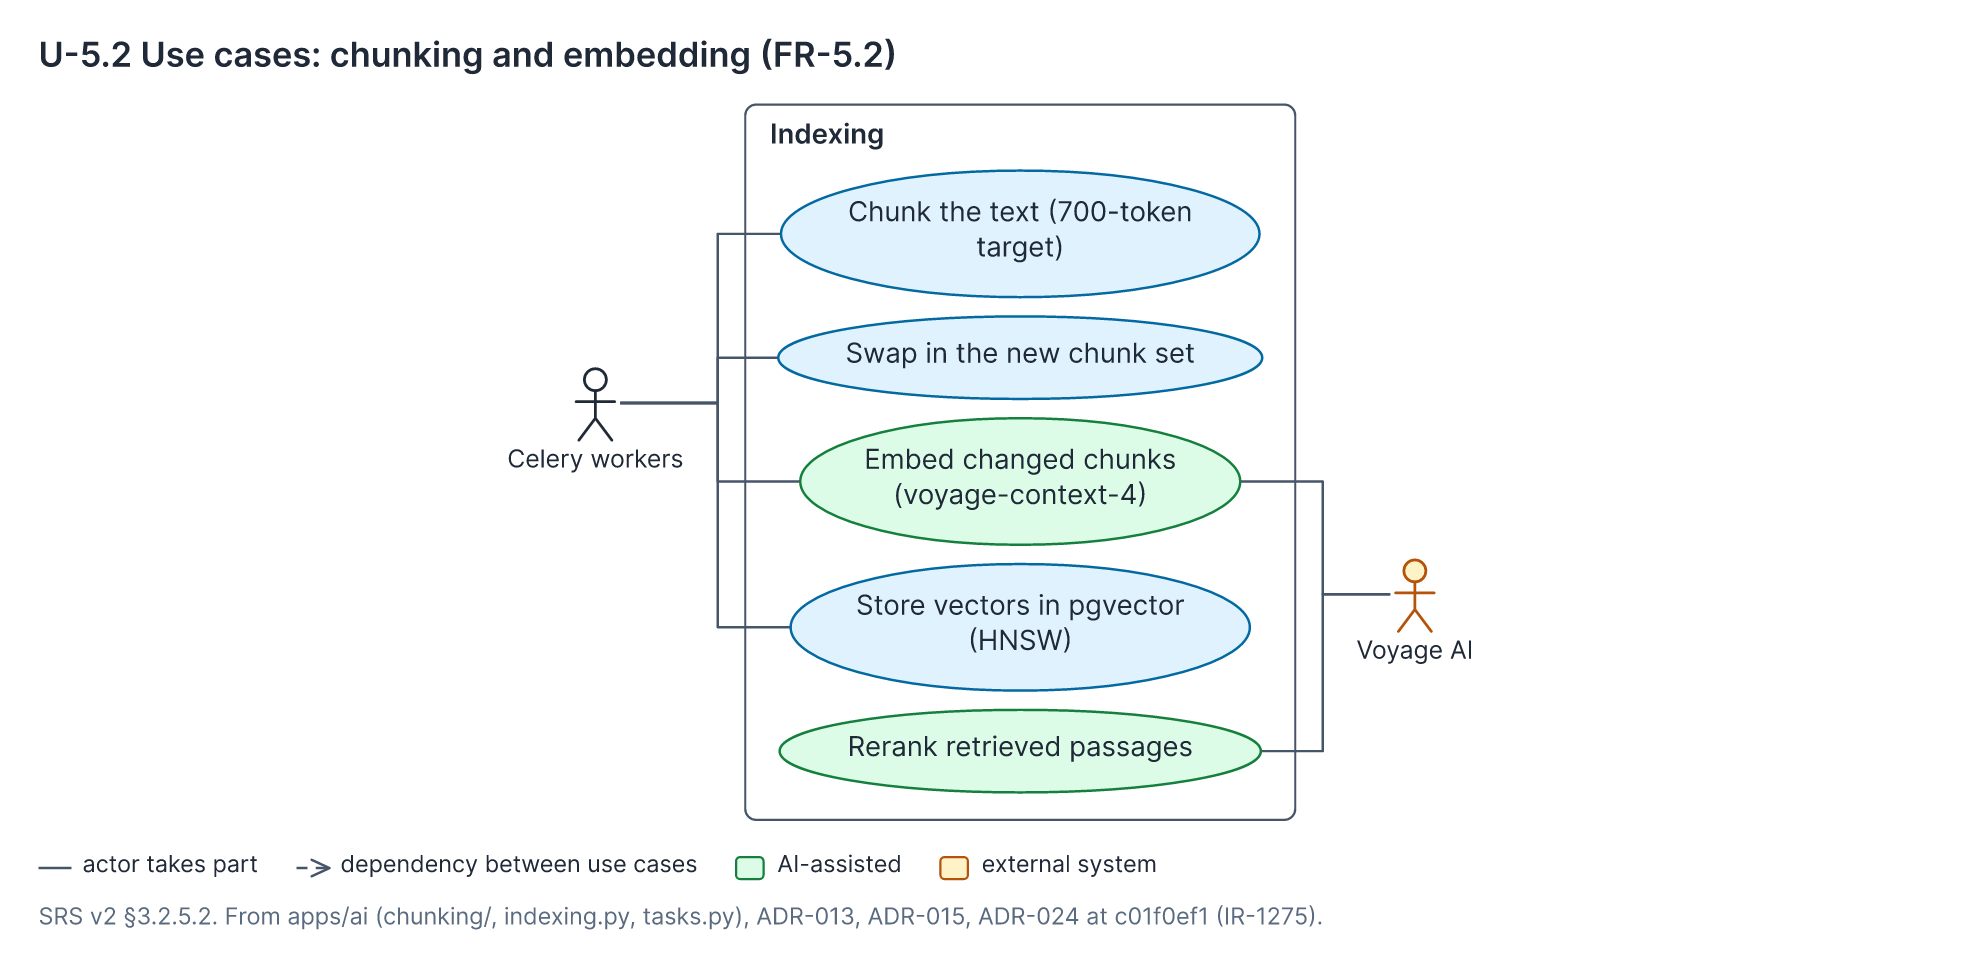 U-5.2 Use cases: chunking and embedding (FR-5.2)
Indexing
Chunk the text (700-token
target)
Swap in the new chunk set
Celery workers
Embed changed chunks
(voyage-context-4)
Store vectors in pgvector
(HNSW)
Voyage AI
Rerank retrieved passages
actor takes part
dependency between use cases
AI-assisted
external system
SRS v2 §3.2.5.2. From apps/ai (chunking/, indexing.py, tasks.py), ADR-013, ADR-015, ADR-024 at c01f0ef1 (IR-1275).